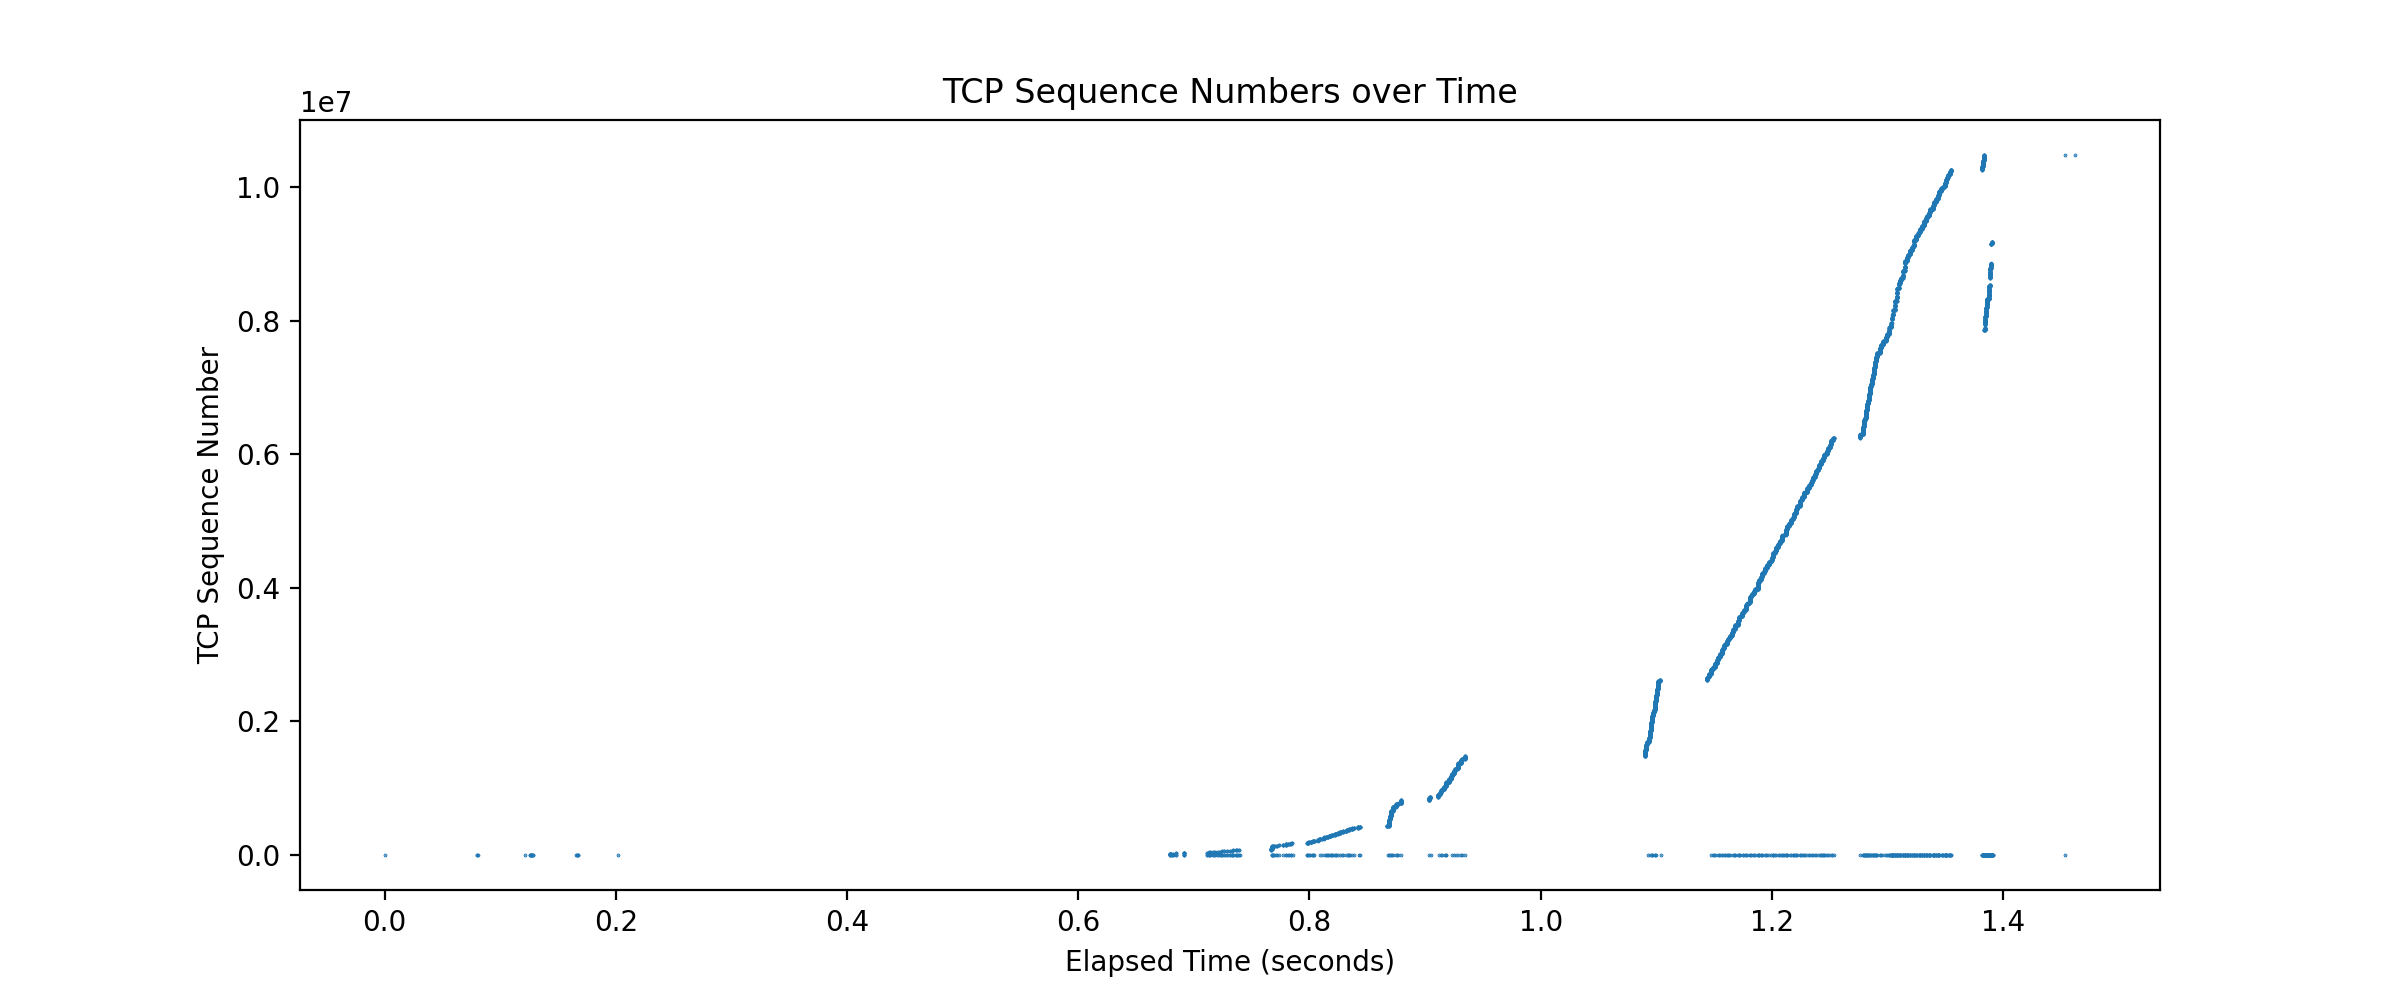 TCP Sequence Numbers over Time
1e7
1.0
0.8
0.6
0.4
0.2
0.0
TCP Sequence Number
0.0 0.2 0.4 0.6 0.8 1.0 1.2 1.4
Elapsed Time (seconds)